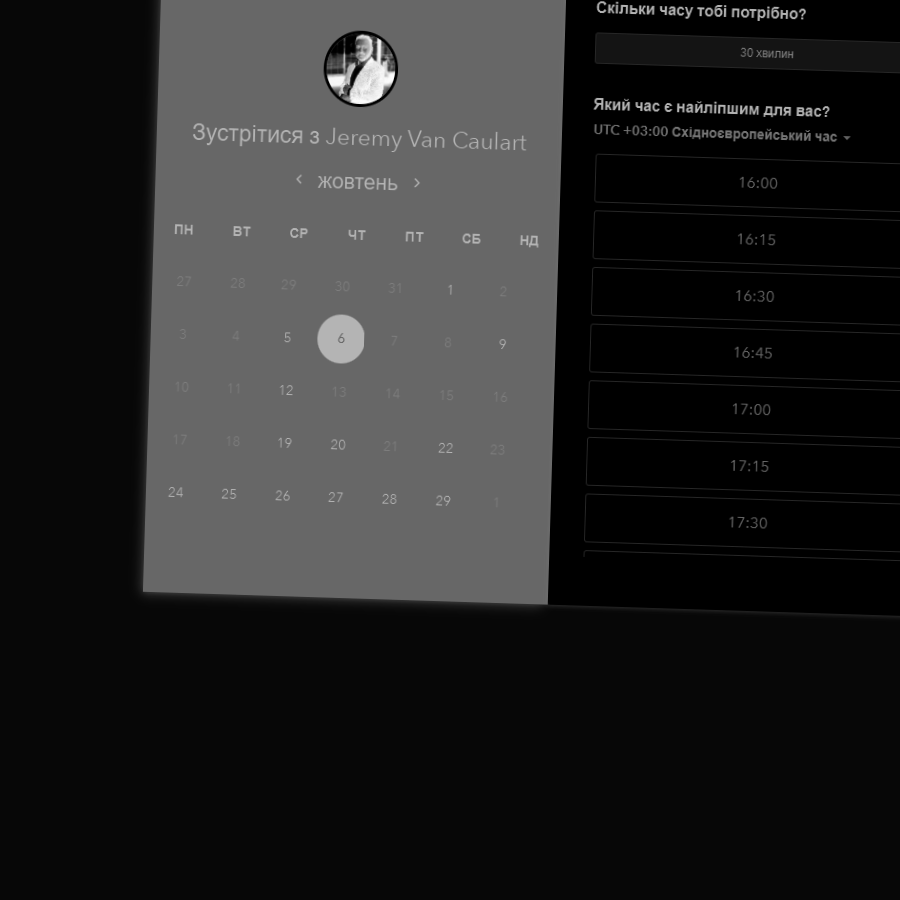 Зустрітися з Jeremy Van Caulart
жовтень
ПН ВТ СР ЧТ ПТ СБ НД
27 28 29 30 31 1 2
3 4 5 6 7 8 9
10 11 12 13 14 15 16
17 18 19 20 21 22 23
24 25 26 27 28 29 1
Скільки часу тобі потрібно?
30 хвилин
Який час є найліпшим для вас?
UTC +03:00 Східноєвропейський час
16:00
16:15
16:30
16:45
17:00
17:15
17:30